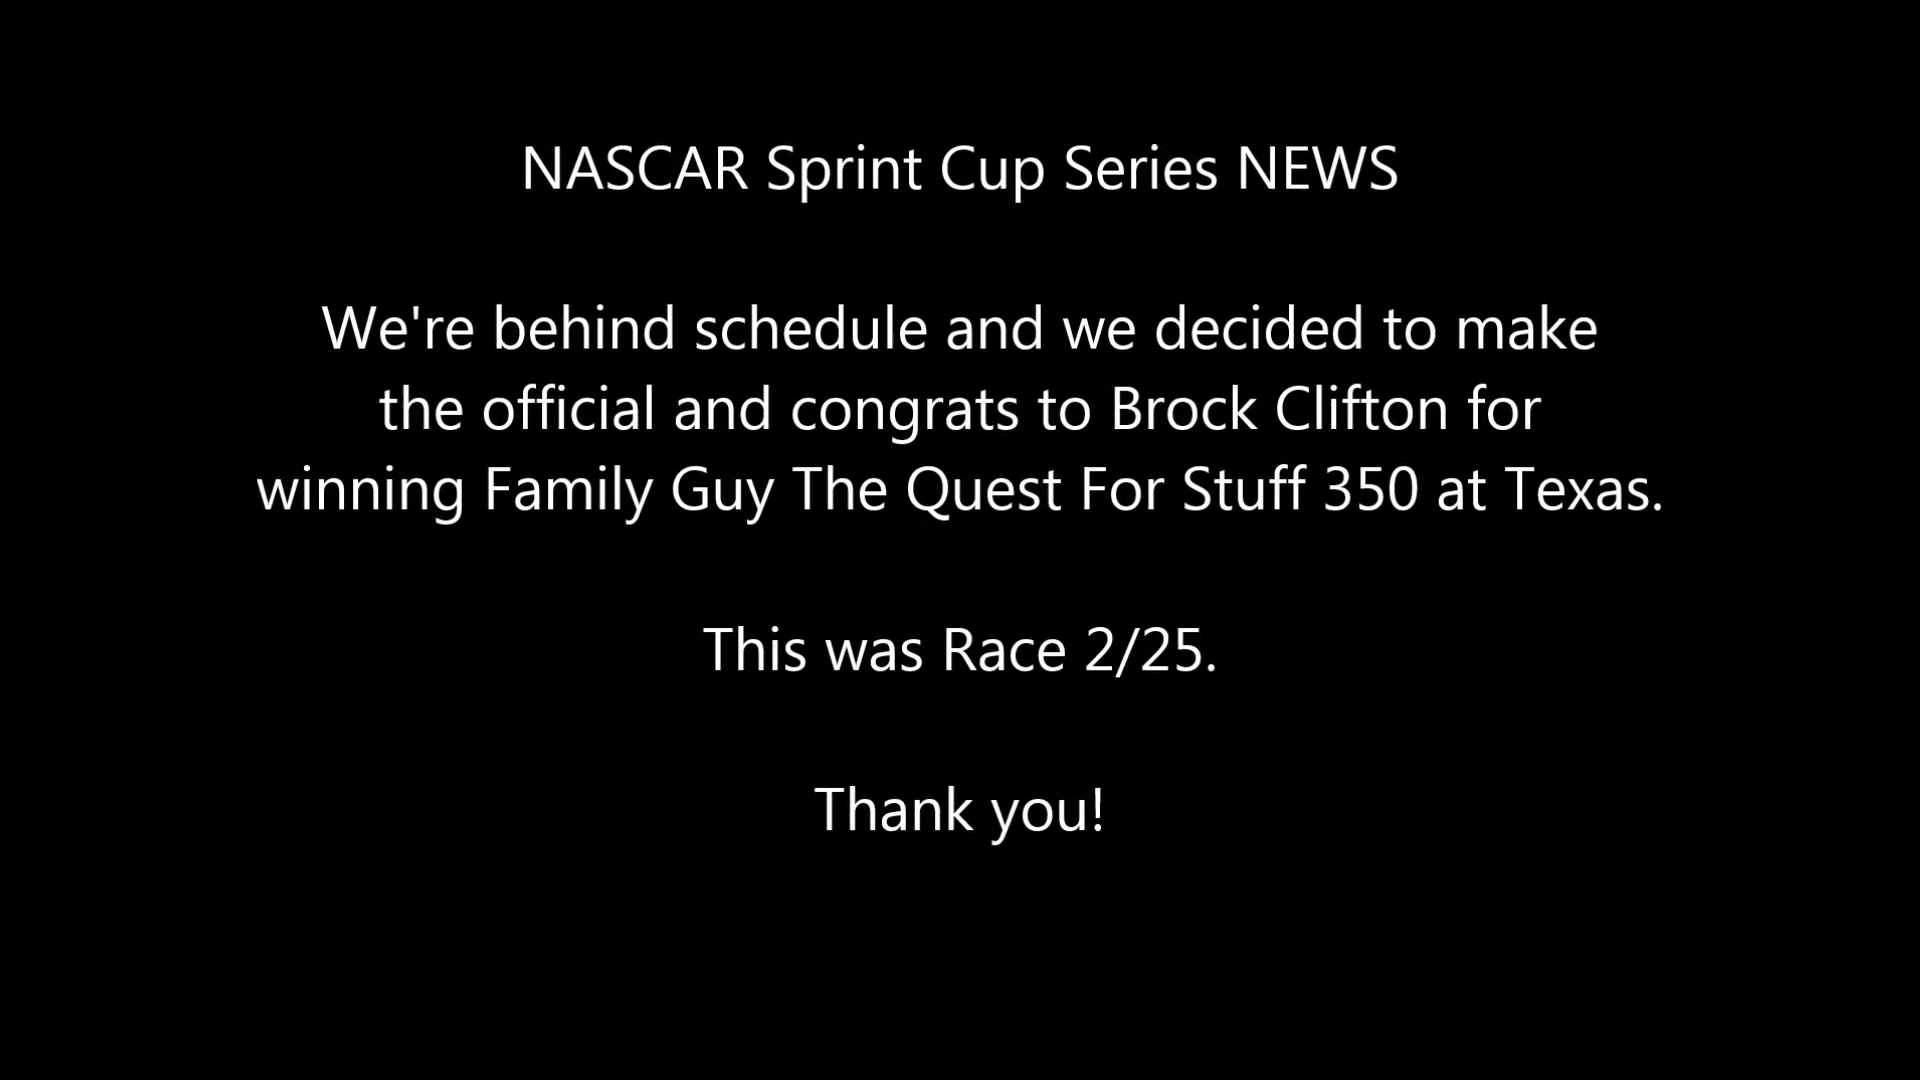 NASCAR Sprint Cup Series NEWS
We're behind schedule and we decided to make
the official and congrats to Brock Clifton for
winning Family Guy The Quest For Stuff 350 at Texas.
This was Race 2/25.
Thank you!